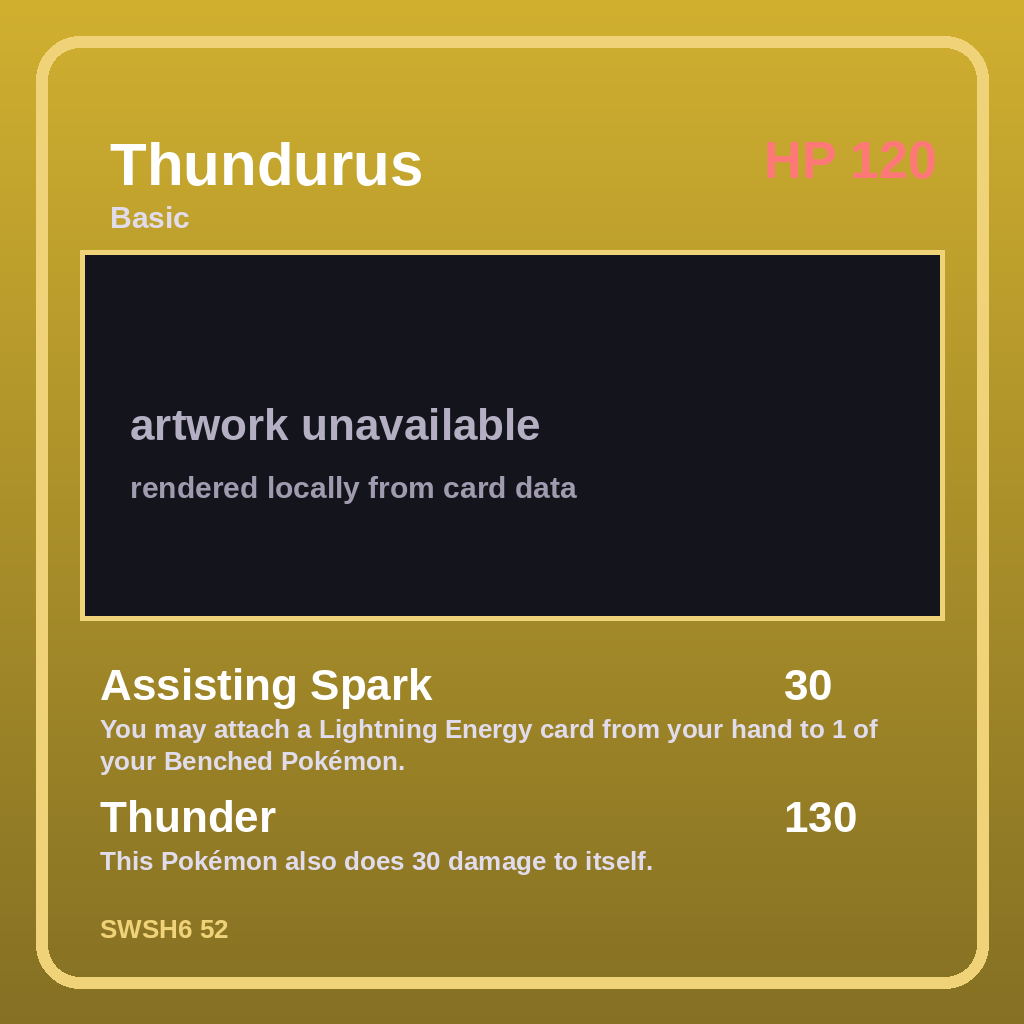 Thundurus
HP 120
Basic
artwork unavailable
rendered locally from card data
Assisting Spark 30
You may attach a Lightning Energy card from your hand to 1 of
your Benched Pokémon.
Thunder 130
This Pokémon also does 30 damage to itself.
SWSH6 52